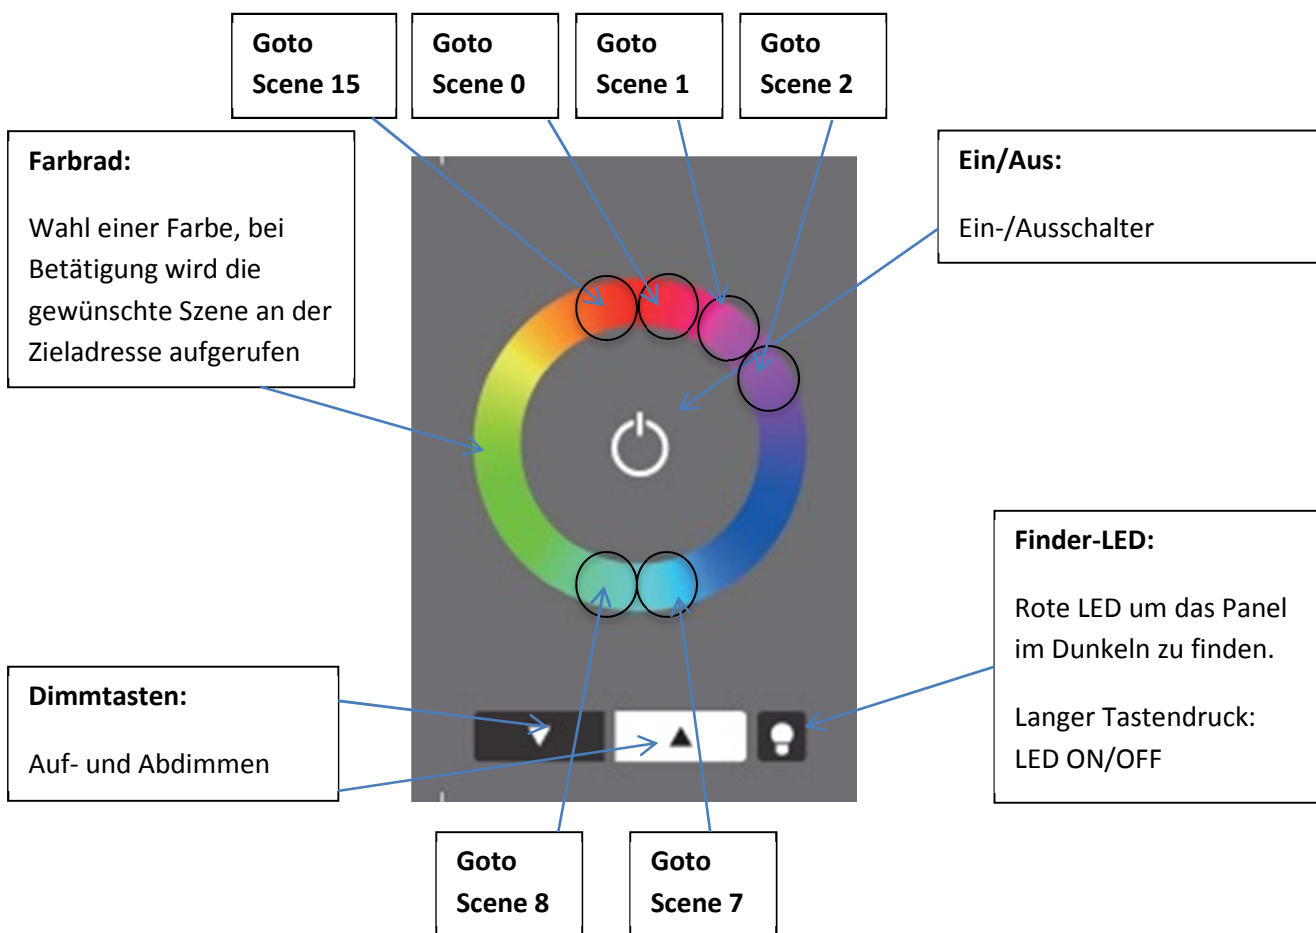 Goto
Scene 15
Goto
Scene 0
Goto
Scene 1
Goto
Scene 2
Farbrad:
Wahl einer Farbe, bei
Betätigung wird die
gewünschte Szene an der
Zieladresse aufgerufen
Ein/Aus:
Ein-/Ausschalter
Finder-LED:
Rote LED um das Panel
im Dunkeln zu finden.
Langer Tastendruck:
LED ON/OFF
Dimmtasten:
Auf- und Abdimmen
Goto
Scene 8
Goto
Scene 7